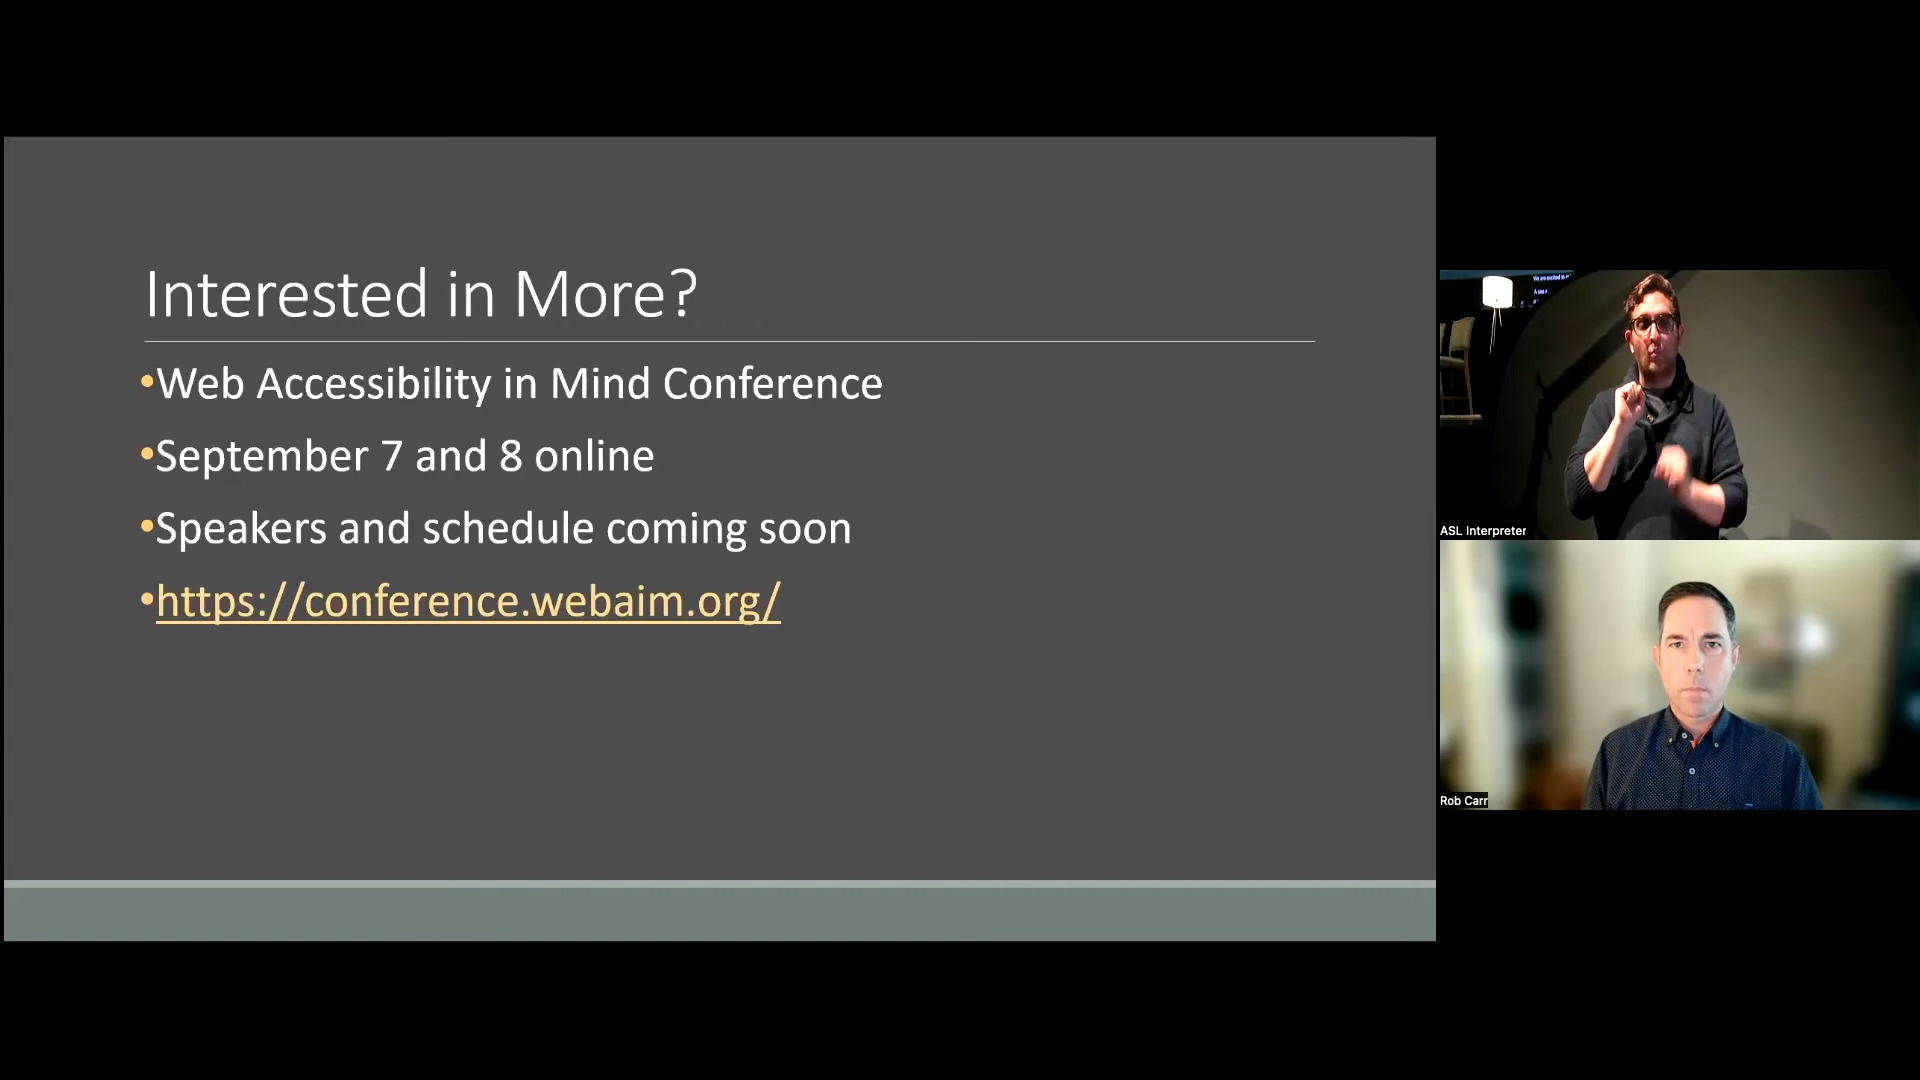 Interested in More?
•Web Accessibility in Mind Conference
•September 7 and 8 online
•Speakers and schedule coming soon
•https://conference.webaim.org/
ASL Interpreter
Rob Carr